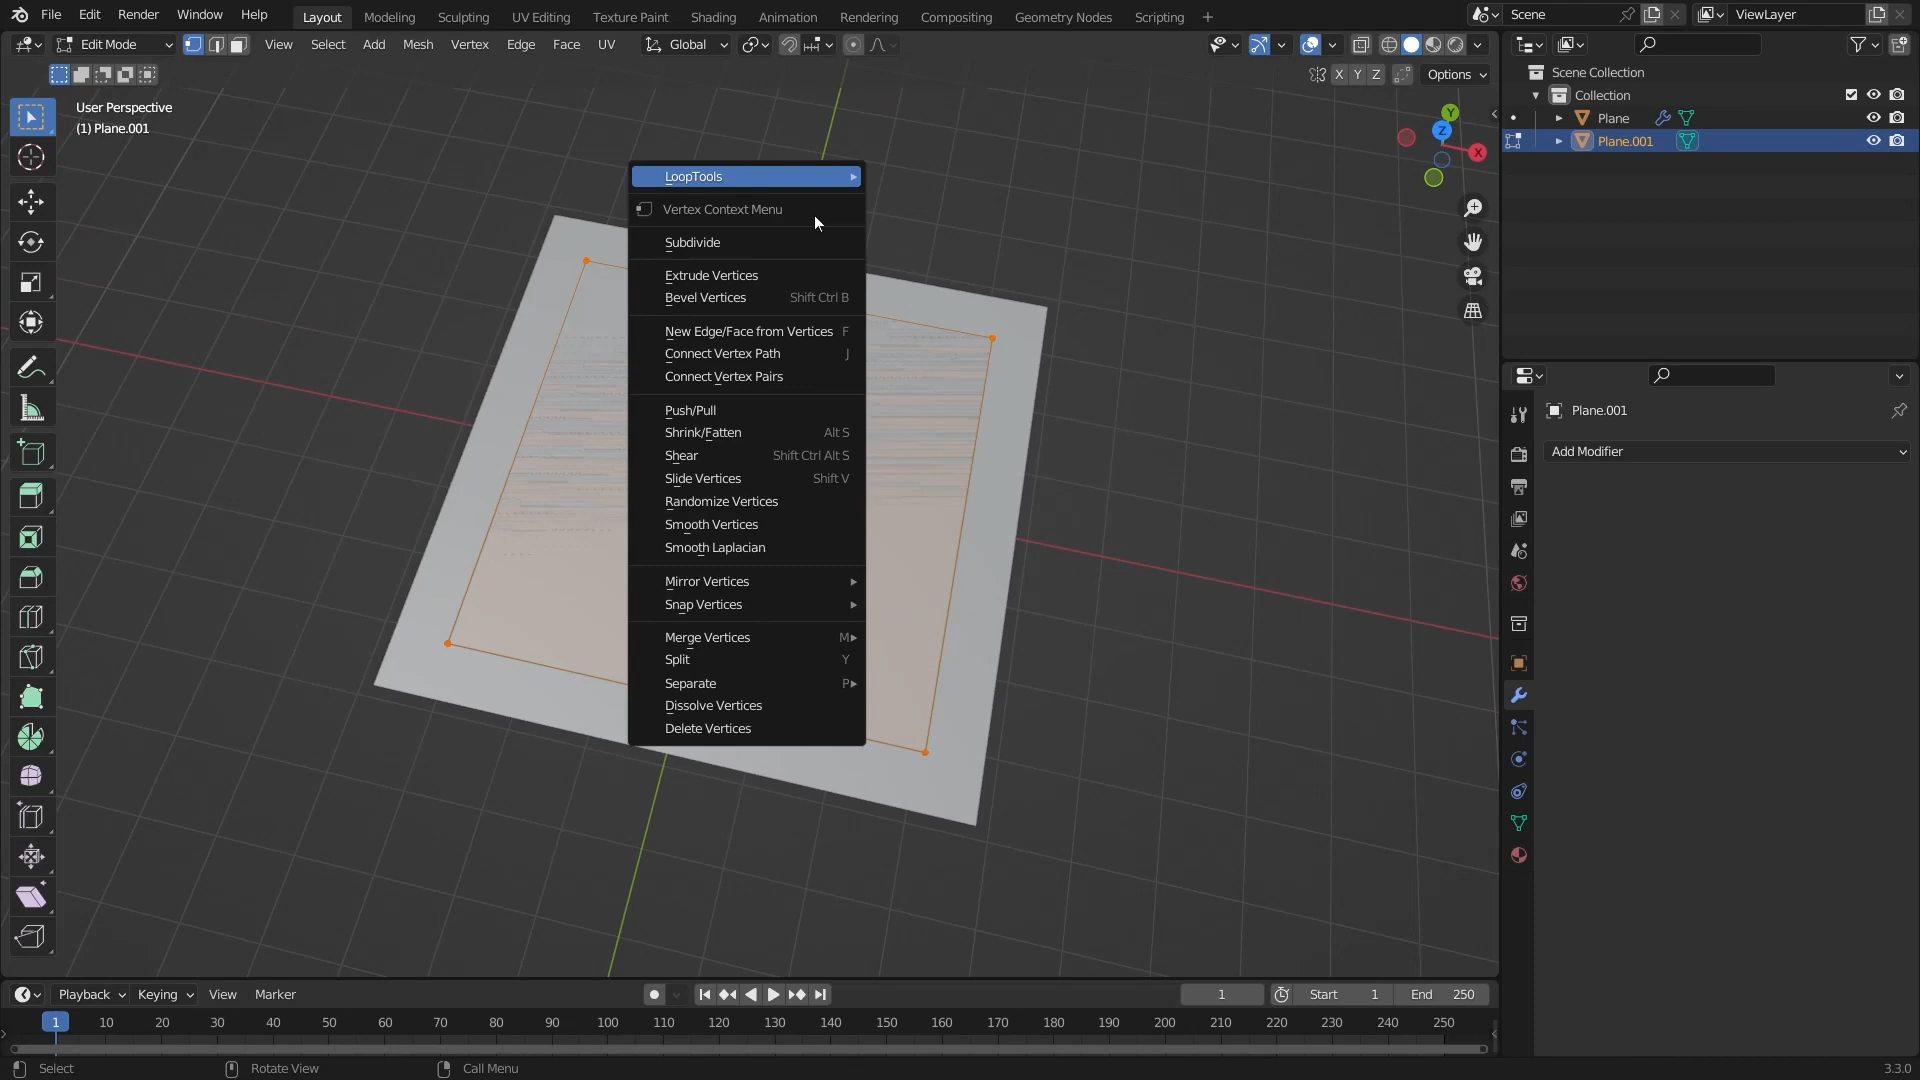 File Edit Render Window Help Layout Modeling Sculpting UV Editing Texture Paint Shading Animation Rendering Compositing Geometry Nodes Scripting + Scene ViewLayer
Edit Mode View Select Add Mesh Vertex Edge Face UV Global
X Y Z Options
User Perspective
(1) Plane.001
Y
Z
X
LoopTools
Vertex Context Menu
Subdivide
Extrude Vertices
Bevel Vertices Shift Ctrl B
New Edge/Face from Vertices F
Connect Vertex Path J
Connect Vertex Pairs
Push/Pull
Shrink/Fatten Alt S
Shear Shift Ctrl Alt S
Slide Vertices Shift V
Randomize Vertices
Smooth Vertices
Smooth Laplacian
Mirror Vertices
Snap Vertices
Merge Vertices M
Split Y
Separate P
Dissolve Vertices
Delete Vertices
Scene Collection
Collection
Plane
Plane.001
Plane.001
Add Modifier
Playback Keying View Marker 1 Start 1 End 250
1 10 20 30 40 50 60 70 80 90 100 110 120 130 140 150 160 170 180 190 200 210 220 230 240 250
Select Rotate View Call Menu 3.3.0